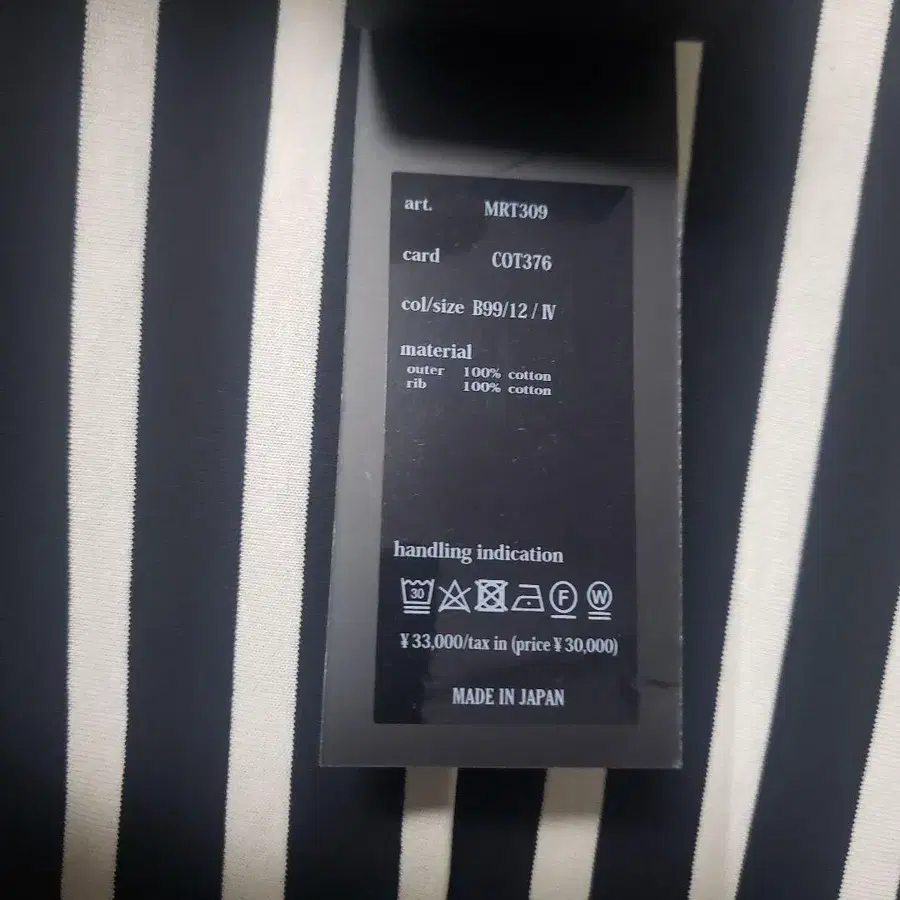 art. MRT309
card COT376
col/size B99/12 / IV
material
outer 100% cotton
rib 100% cotton
handling indication
30 F W
¥33,000/tax in (price ¥30,000)
MADE IN JAPAN